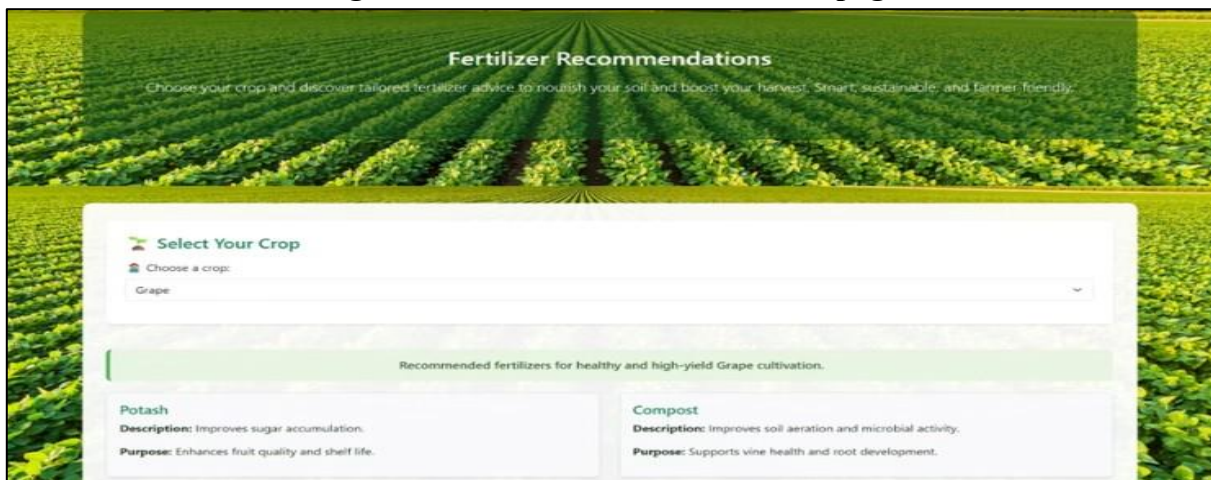 Fertilizer Recommendations
Choose your crop and discover tailored fertilizer advice to nourish your soil and boost your harvest. Smart, sustainable, and farmer friendly.
Select Your Crop
Choose a crop:
Grape
Recommended fertilizers for healthy and high-yield Grape cultivation.
Potash
Description: Improves sugar accumulation.
Purpose: Enhances fruit quality and shelf life.
Compost
Description: Improves soil aeration and microbial activity.
Purpose: Supports vine health and root development.